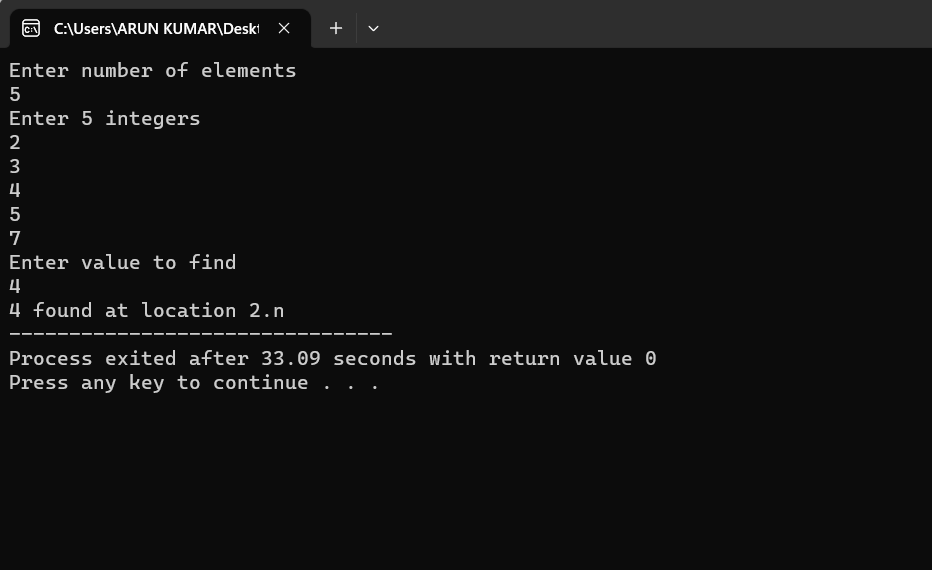 C:\Users\ARUN KUMAR\Deskt
Enter number of elements
5
Enter 5 integers
2
3
4
5
7
Enter value to find
4
4 found at location 2.n
--------------------------------
Process exited after 33.09 seconds with return value 0
Press any key to continue . . .